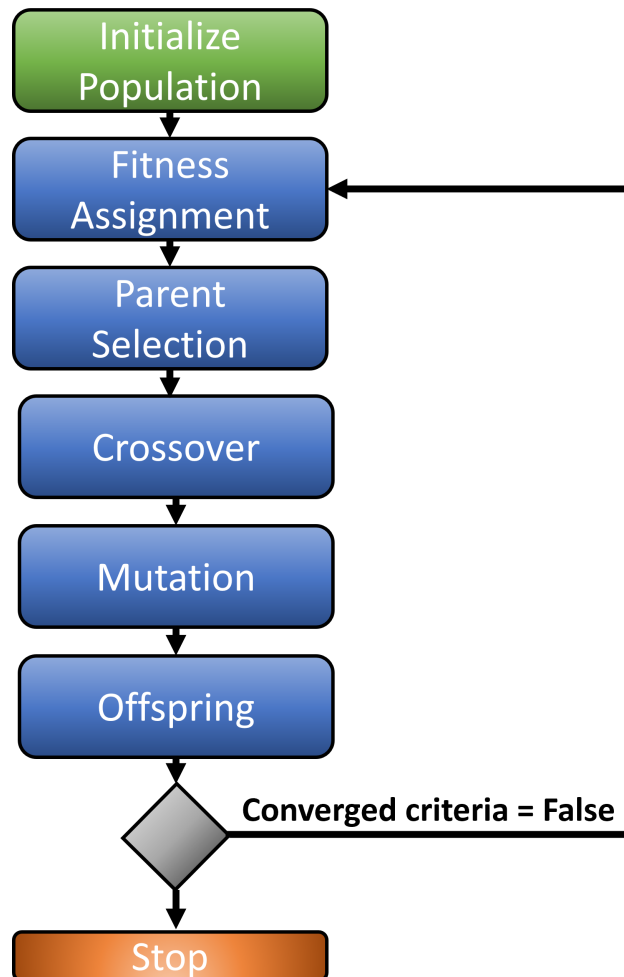 Initialize
Population
Fitness
Assignment
Parent
Selection
Crossover
Mutation
Offspring
Converged criteria = False
Stop